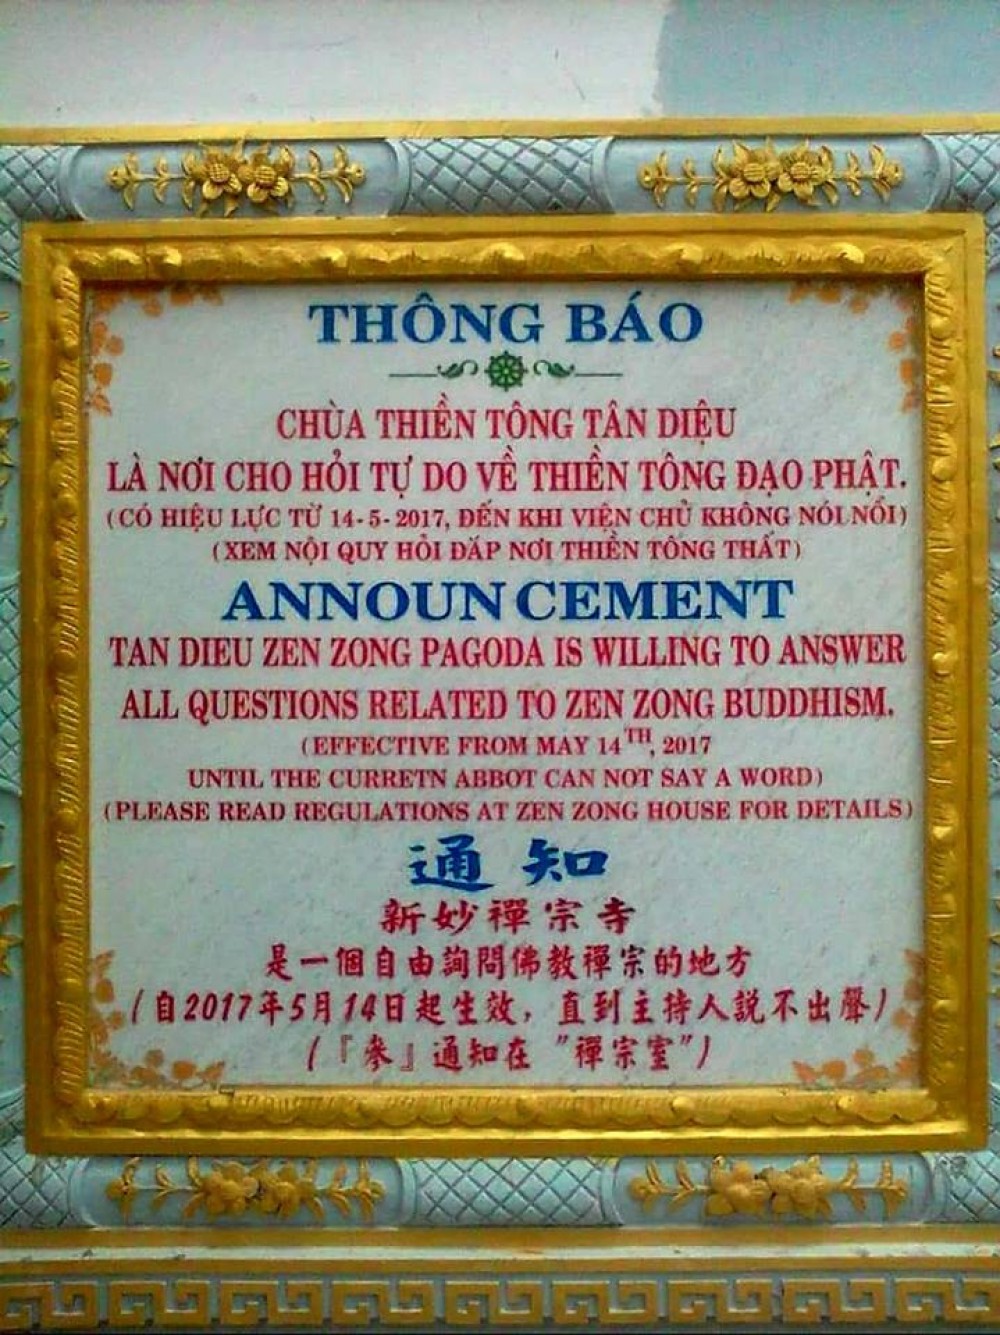 THÔNG BÁO
CHÙA THIỀN TÔNG TÂN DIỆU
LÀ NƠI CHO HỎI TỰ DO VỀ THIỀN TÔNG ĐẠO PHẬT.
(CÓ HIỆU LỰC TỪ 14-5-2017, ĐẾN KHI VIỆN CHỦ KHÔNG NÓI NỔI)
(XEM NỘI QUY HỎI ĐÁP NƠI THIỀN TÔNG THẤT)
ANNOUNCEMENT
TAN DIEU ZEN ZONG PAGODA IS WILLING TO ANSWER
ALL QUESTIONS RELATED TO ZEN ZONG BUDDHISM.
(EFFECTIVE FROM MAY 14TH, 2017
UNTIL THE CURRETN ABBOT CAN NOT SAY A WORD)
(PLEASE READ REGULATIONS AT ZEN ZONG HOUSE FOR DETAILS)
通知
新妙禪宗寺
是一個自由詢問佛教禪宗的地方
(自2017年5月14日起生效，直到主持人説不出聲)
(『參』通知在"禪宗室")